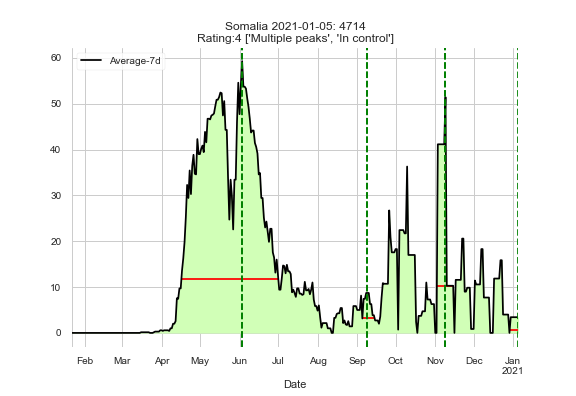 Somalia 2021-01-05: 4714
Rating:4 ['Multiple peaks', 'In control']
Average-7d
60
50
40
30
20
10
0
Feb Mar Apr May Jun Jul Aug Sep Oct Nov Dec Jan
2021
Date